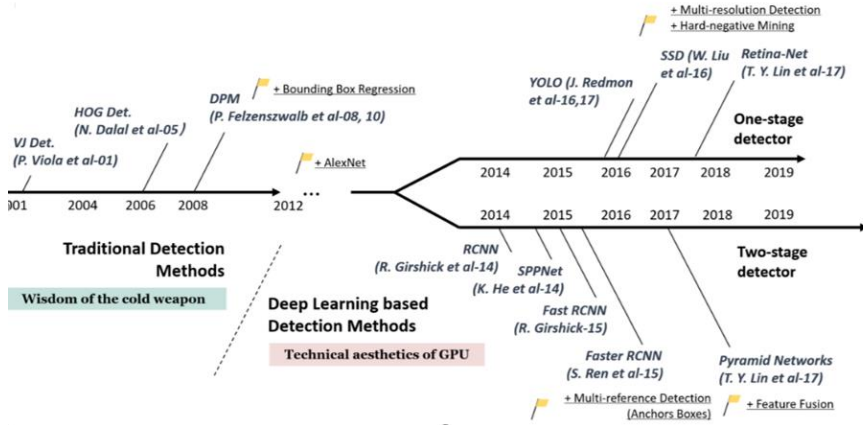 + Multi-resolution Detection
+ Hard-negative Mining
SSD (W. Liu
et al-16)
Retina-Net
(T. Y. Lin et al-17)
YOLO (J. Redmon
et al-16,17)
DPM
(P. Felzenszwalb et al-08, 10)
+ Bounding Box Regression
HOG Det.
(N. Dalal et al-05)
VJ Det.
(P. Viola et al-01)
One-stage
detector
+ AlexNet
...
2014 2015 2016 2017 2018 2019
001 2004 2006 2008 2012
2014 2015 2016 2017 2018 2019
Traditional Detection
Methods
Wisdom of the cold weapon
RCNN
(R. Girshick et al-14)
SPPNet
(K. He et al-14)
Two-stage
detector
Deep Learning based
Detection Methods
Technical aesthetics of GPU
Fast RCNN
(R. Girshick-15)
Faster RCNN
(S. Ren et al-15)
Pyramid Networks
(T. Y. Lin et al-17)
+ Multi-reference Detection
(Anchors Boxes)
+ Feature Fusion